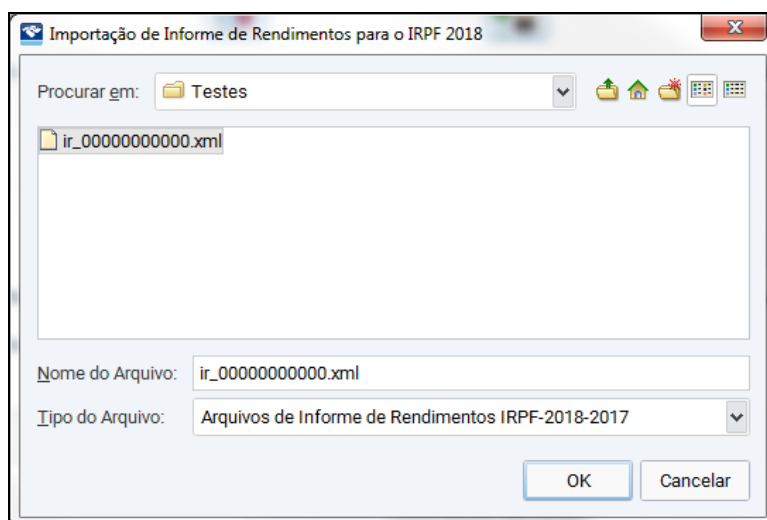 Importação de Informe de Rendimentos para o IRPF 2018
Procurar em: Testes
ir_00000000000.xml
Nome do Arquivo: ir_00000000000.xml
Tipo do Arquivo: Arquivos de Informe de Rendimentos IRPF-2018-2017
OK Cancelar